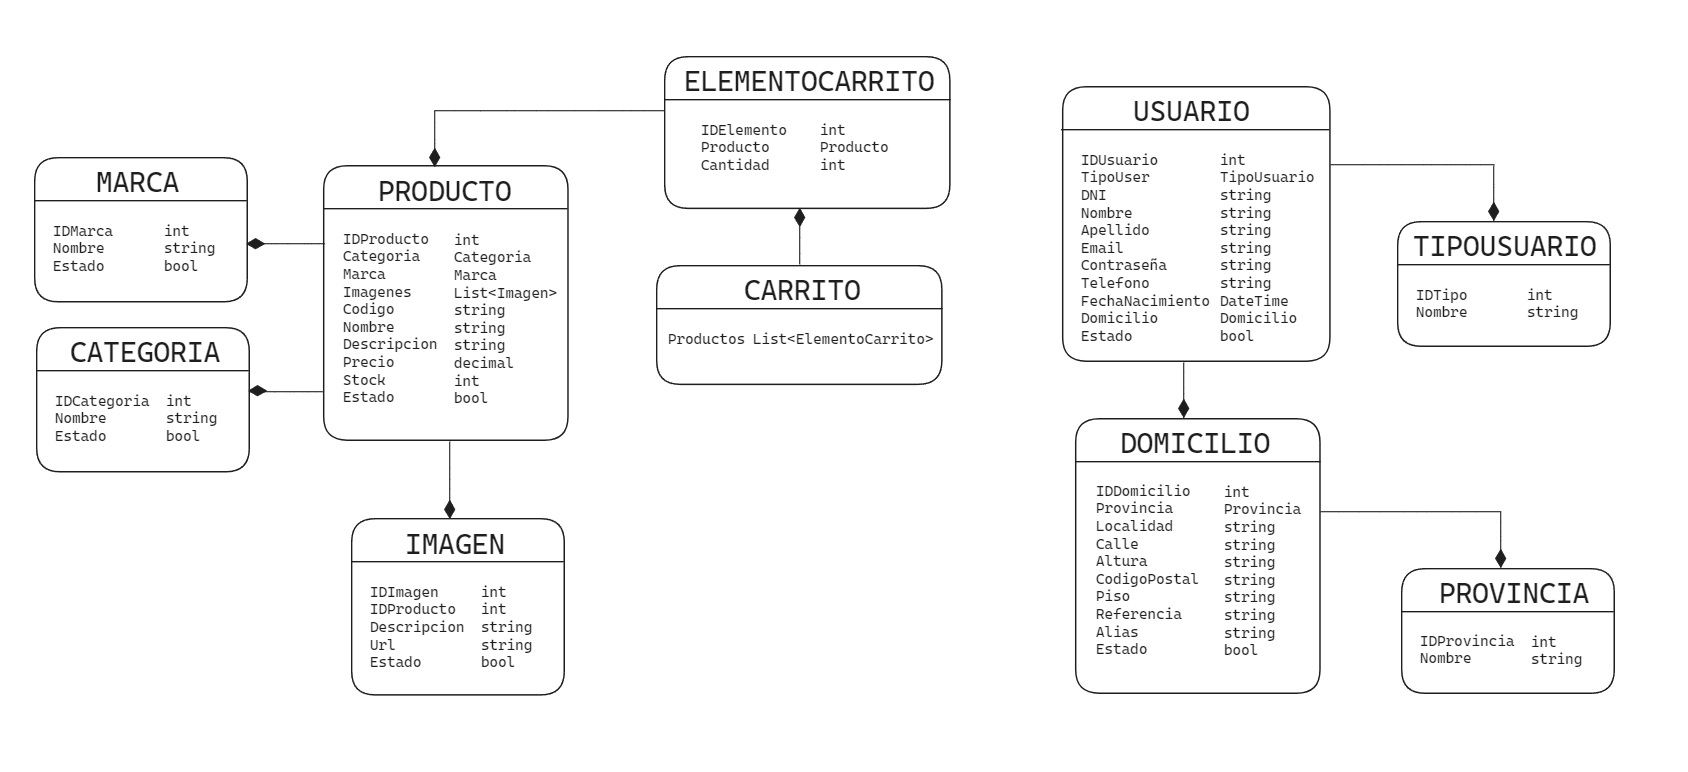 ELEMENTOCARRITO
IDElemento int
Producto Producto
Cantidad int
USUARIO
IDUsuario int
TipoUser TipoUsuario
DNI string
Nombre string
Apellido string
Email string
Contraseña string
Telefono string
FechaNacimiento DateTime
Domicilio Domicilio
Estado bool
MARCA
IDMarca int
Nombre string
Estado bool
PRODUCTO
IDProducto int
Categoria Categoria
Marca Marca
Imagenes List<Imagen>
Codigo string
Nombre string
Descripcion string
Precio decimal
Stock int
Estado bool
TIPOUSUARIO
IDTipo int
Nombre string
CARRITO
Productos List<ElementoCarrito>
CATEGORIA
IDCategoria int
Nombre string
Estado bool
DOMICILIO
IDDomicilio int
Provincia Provincia
Localidad string
Calle string
Altura string
CodigoPostal string
Piso string
Referencia string
Alias string
Estado bool
IMAGEN
IDImagen int
IDProducto int
Descripcion string
Url string
Estado bool
PROVINCIA
IDProvincia int
Nombre string